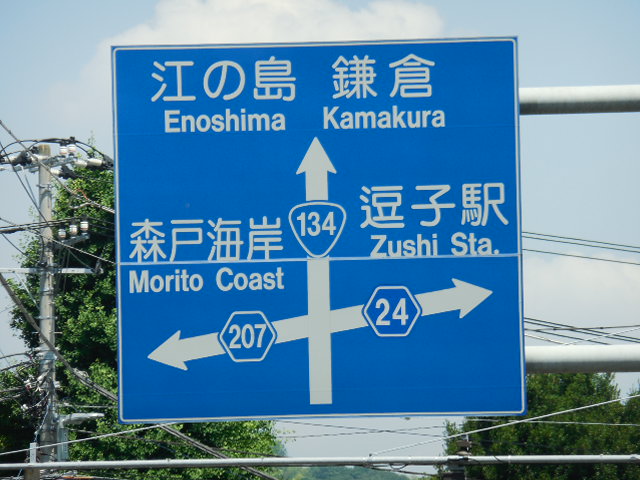 江の島 鎌倉
Enoshima Kamakura
134
森戸海岸
Morito Coast
逗子駅
Zushi Sta.
207
24